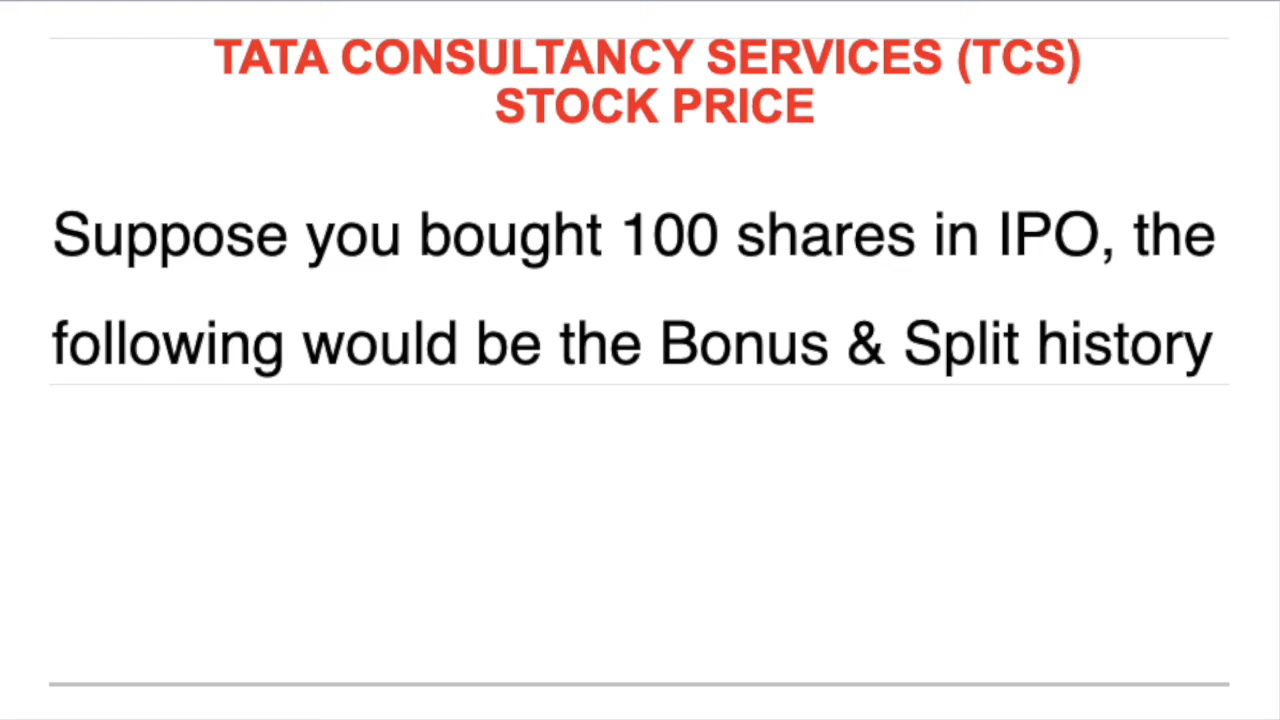 TATA CONSULTANCY SERVICES (TCS)
STOCK PRICE
Suppose you bought 100 shares in IPO, the
following would be the Bonus & Split history